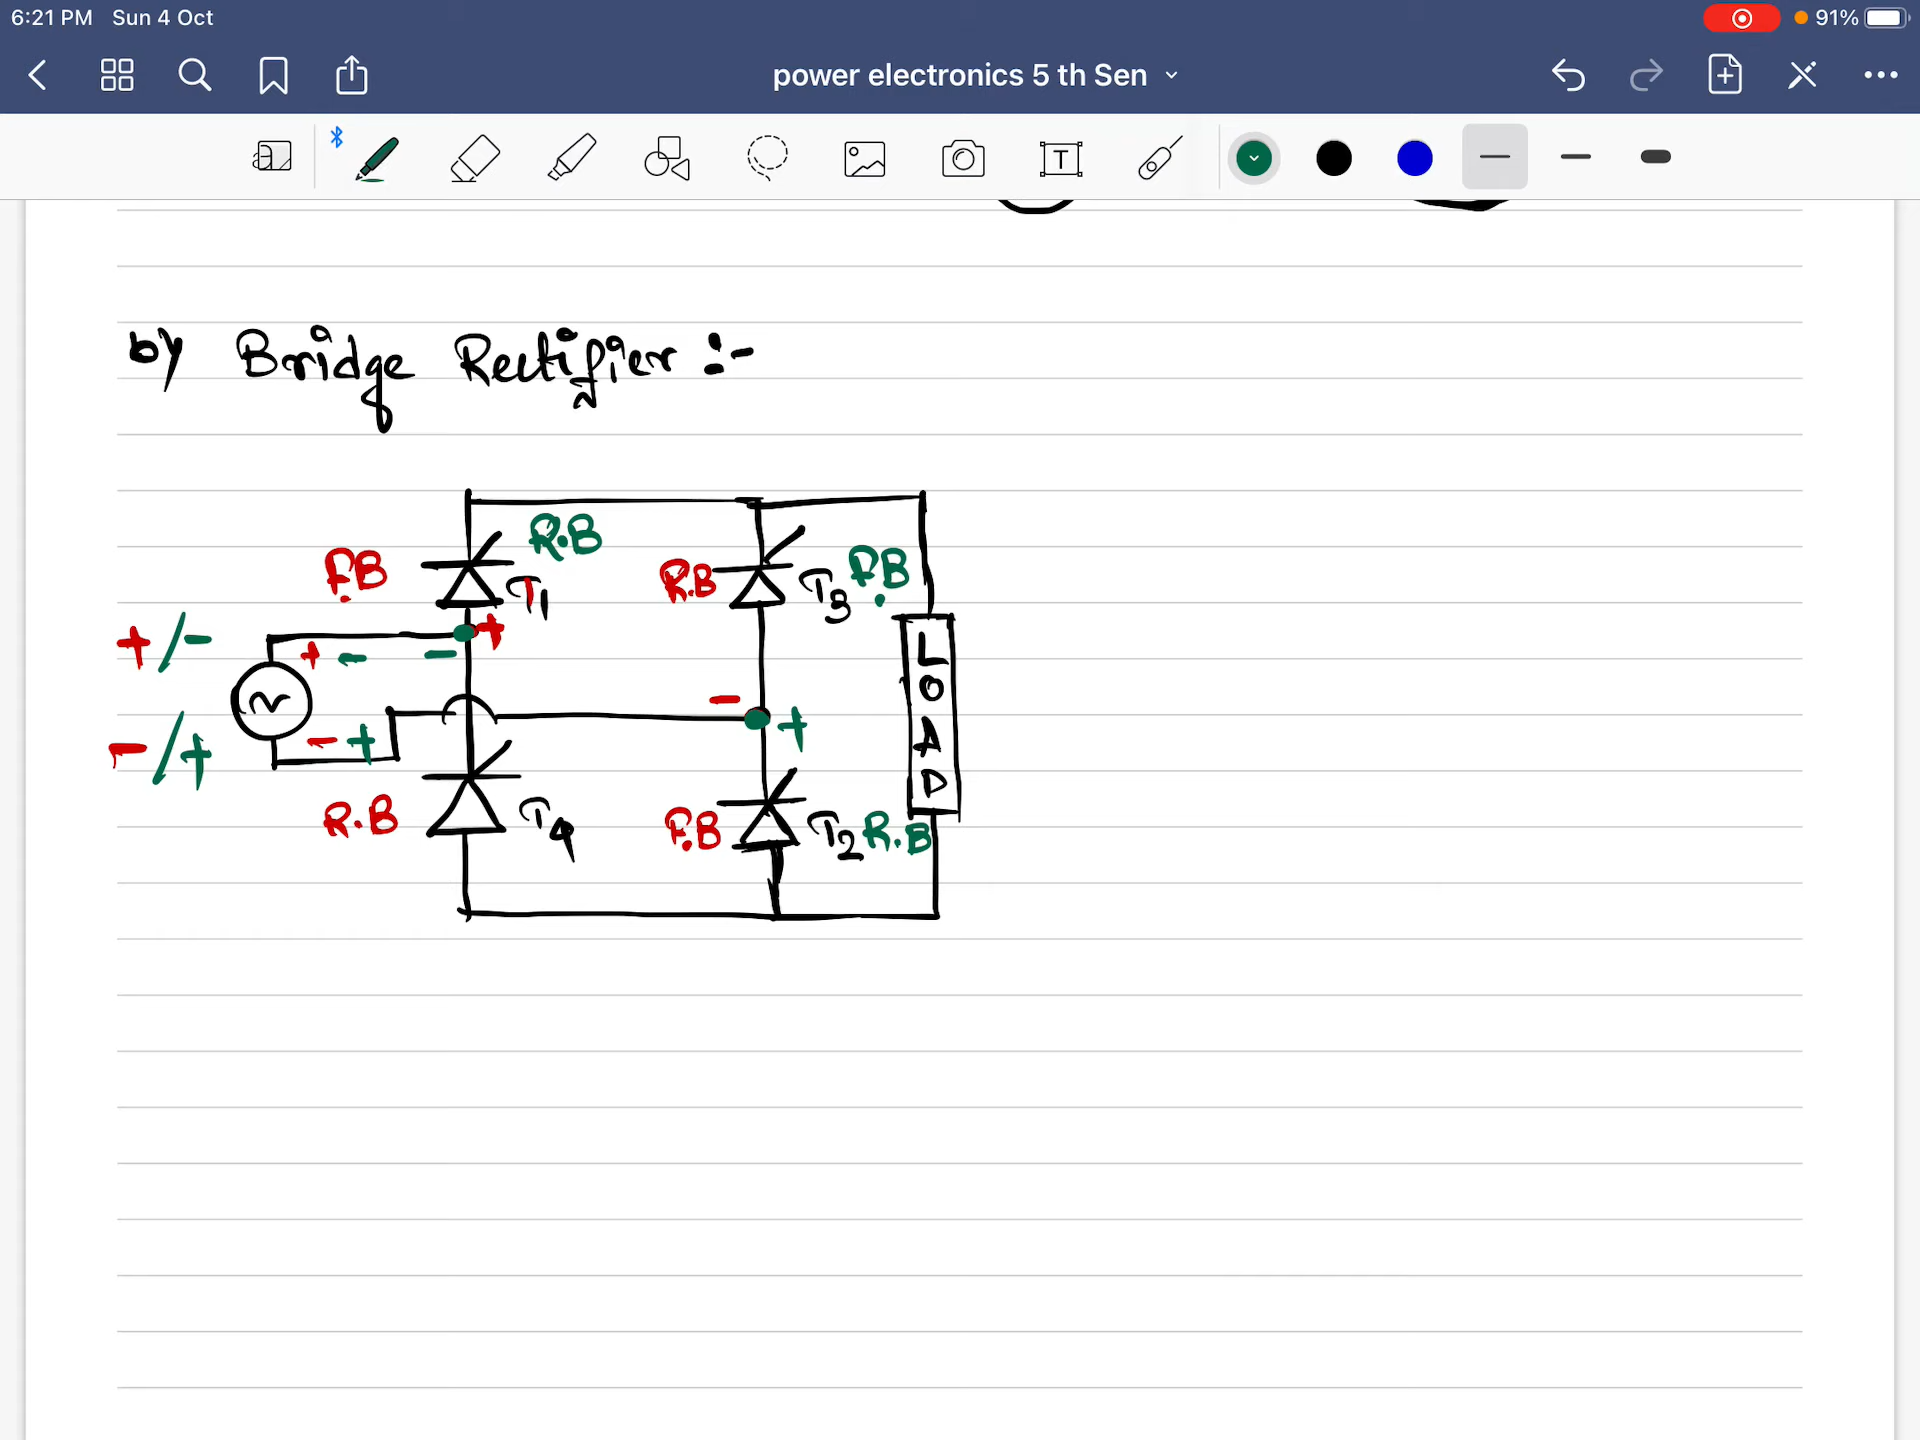 6:21 PM Sun 4 Oct
91%
power electronics 5 th Sen
T
b) Bridge Rectifier :-
R.B
F.B
T1
R.B
T3
F.B
+/-
+ - - +
-/+
- +
- +
LOAD
R.B
T4
F.B
T2
R.B